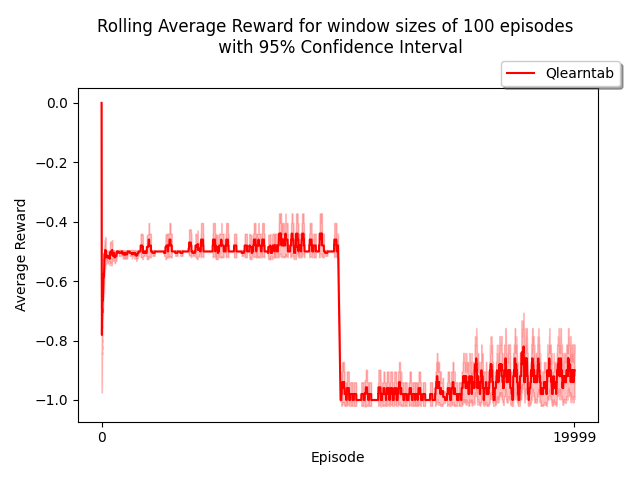 Rolling Average Reward for window sizes of 100 episodes
with 95% Confidence Interval
Qlearntab
0.0
−0.2
−0.4
−0.6
−0.8
−1.0
Average Reward
0
19999
Episode